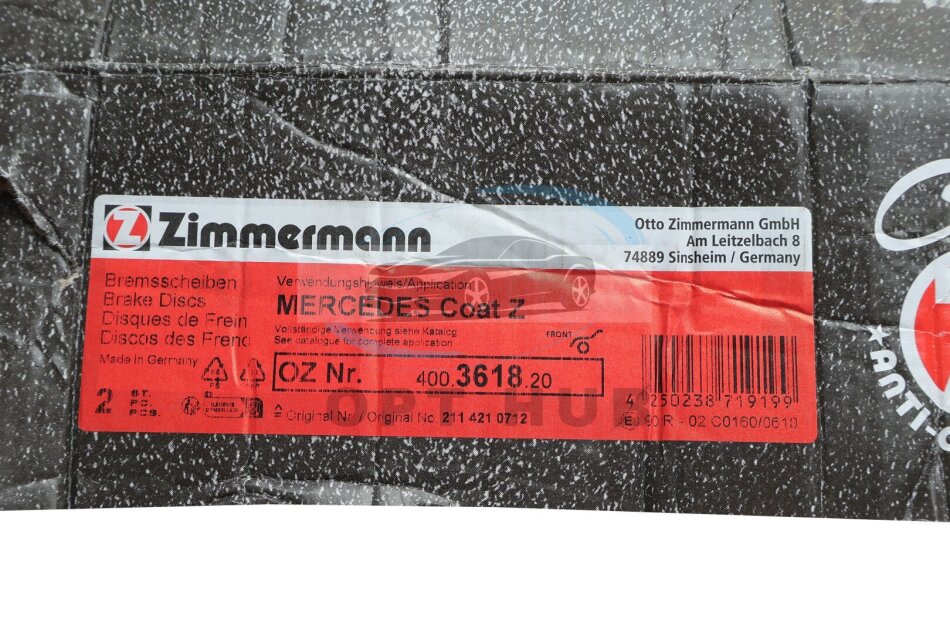 Z Zimmermann
Otto Zimmermann GmbH
Am Leitzelbach 8
74889 Sinsheim / Germany
Bremsscheiben
Brake Discs
Disques de Frein
Discos des Freno
Made in Germany
2 ST.
PC.
PCS.
Verwendungshinweis/Application
MERCEDES Coat Z
Vollständige Verwendung siehe Katalog
See catalogue for complete application
FRONT
OZ Nr. 400.3618.20
≙ Original Nr / Original No. 211 421 0712
4 250238 719199
90 R - 02 C0160/0610
ANTI-